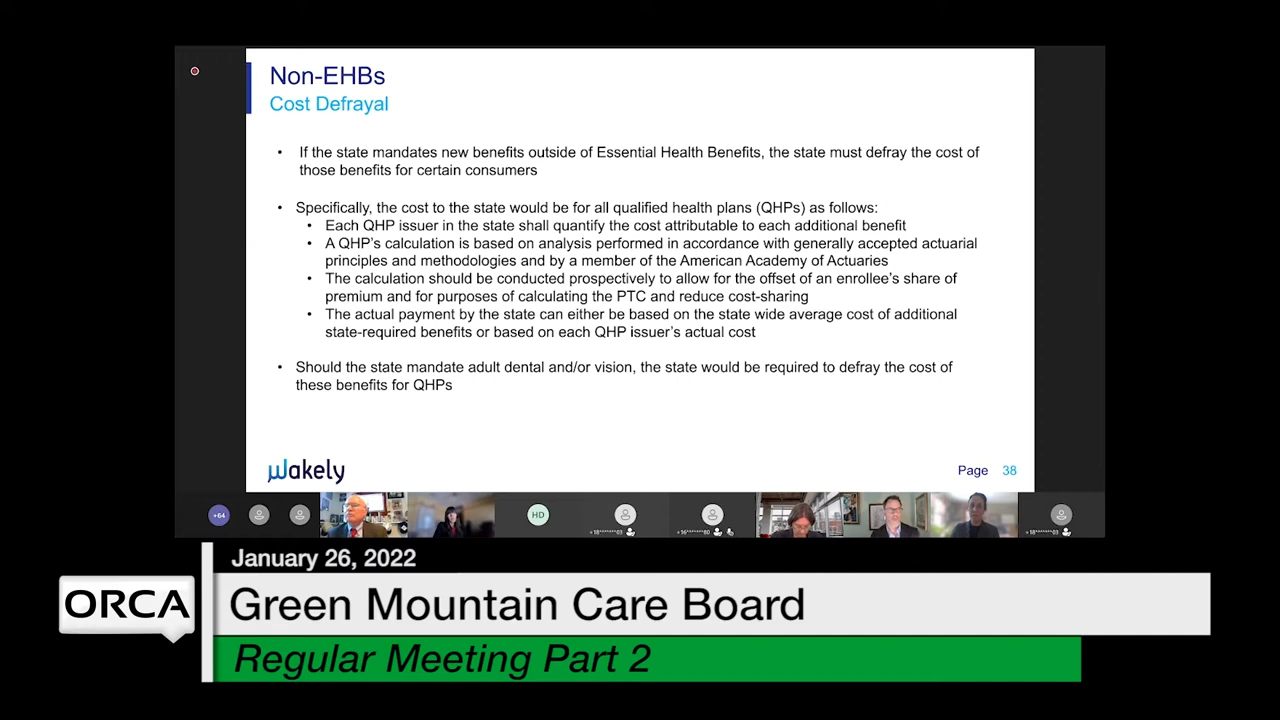 Non-EHBs
Cost Defrayal
• If the state mandates new benefits outside of Essential Health Benefits, the state must defray the cost of
those benefits for certain consumers
• Specifically, the cost to the state would be for all qualified health plans (QHPs) as follows:
• Each QHP issuer in the state shall quantify the cost attributable to each additional benefit
• A QHP's calculation is based on analysis performed in accordance with generally accepted actuarial
principles and methodologies and by a member of the American Academy of Actuaries
• The calculation should be conducted prospectively to allow for the offset of an enrollee's share of
premium and for purposes of calculating the PTC and reduce cost-sharing
• The actual payment by the state can either be based on the state wide average cost of additional
state-required benefits or based on each QHP issuer's actual cost
• Should the state mandate adult dental and/or vision, the state would be required to defray the cost of
these benefits for QHPs
wakely
Page 38
+64
HD
+18*******03
+16*******80
+18*******03
January 26, 2022
ORCA
Green Mountain Care Board
Regular Meeting Part 2